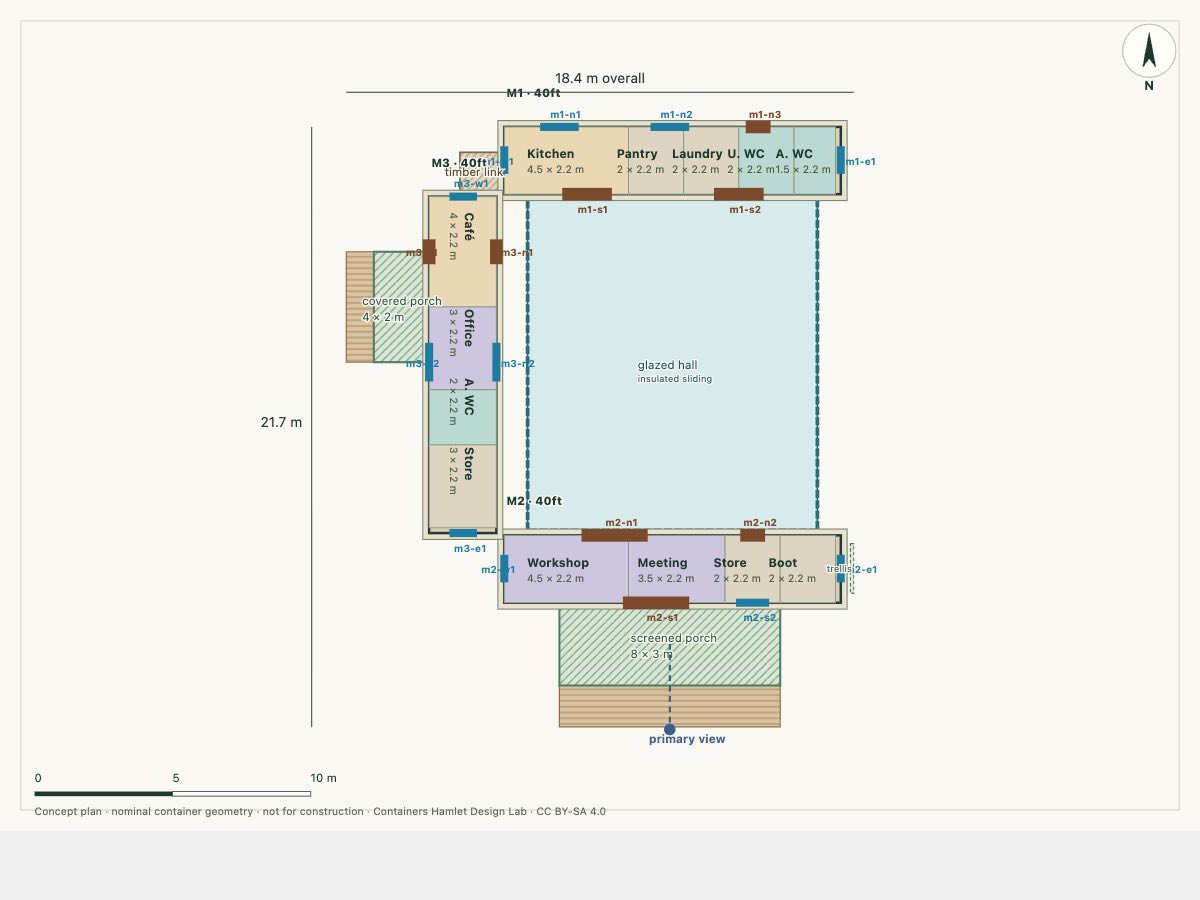 18.4 m overall
N
M1 · 40ft
m1-n1
m1-n2
m1-n3
M3 · 40ft
timber link
m3-w1
Kitchen
4.5 × 2.2 m
Pantry
2 × 2.2 m
Laundry
2 × 2.2 m
U. WC
2 × 2.2 m
A. WC
1.5 × 2.2 m
m1-e1
m1-s1
m1-s2
Café
4 × 2.2 m
m3-n1
covered porch
4 × 2 m
Office
3 × 2.2 m
m3-n2
glazed hall
insulated sliding
A. WC
2 × 2.2 m
21.7 m
Store
3 × 2.2 m
M2 · 40ft
m2-n1
m2-n2
m3-e1
Workshop
4.5 × 2.2 m
Meeting
3.5 × 2.2 m
Store
2 × 2.2 m
Boot
2 × 2.2 m
trellis
m2-s1
m2-s2
screened porch
8 × 3 m
primary view
0
5
10 m
Concept plan · nominal container geometry · not for construction · Containers Hamlet Design Lab · CC BY-SA 4.0